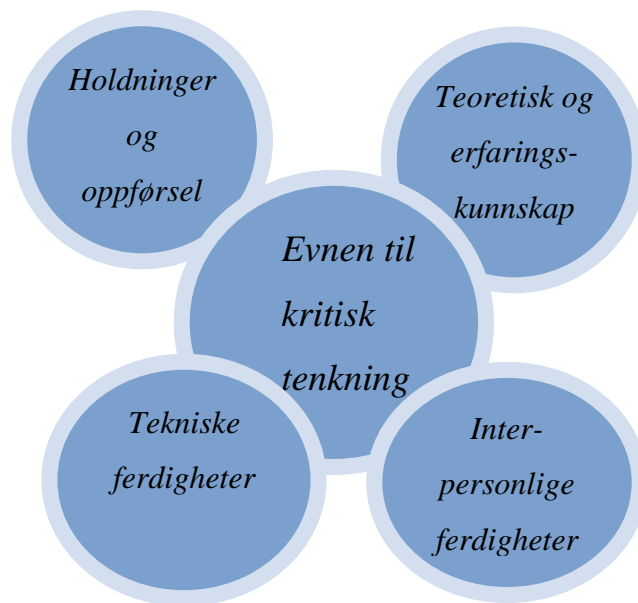 Holdninger
og
oppførsel
Teoretisk og
erfarings-
kunnskap
Evnen til
kritisk
tenkning
Tekniske
ferdigheter
Inter-
personlige
ferdigheter